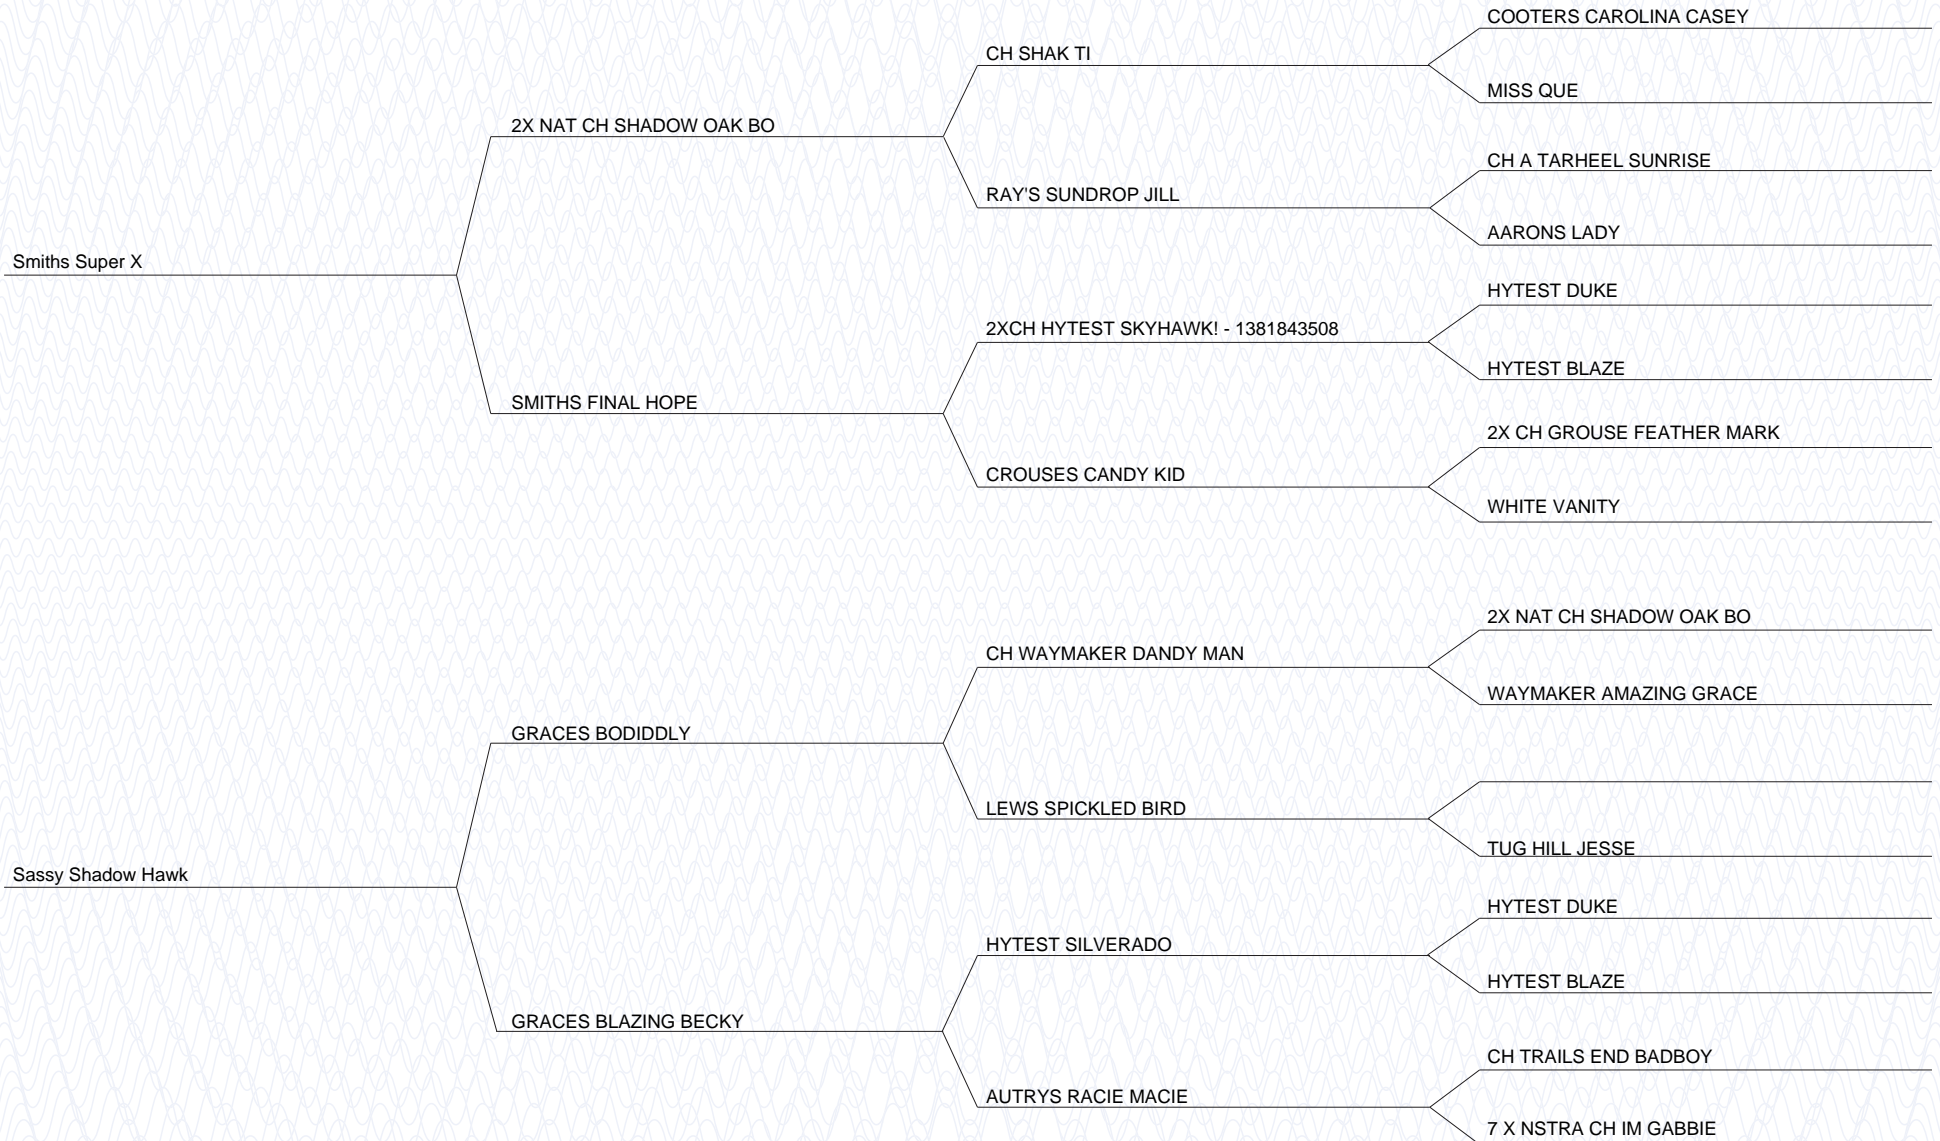 COOTERS CAROLINA CASEY
CH SHAK TI
MISS QUE
2X NAT CH SHADOW OAK BO
CH A TARHEEL SUNRISE
RAY'S SUNDROP JILL
AARONS LADY
Smiths Super X
HYTEST DUKE
2XCH HYTEST SKYHAWK! - 1381843508
HYTEST BLAZE
SMITHS FINAL HOPE
2X CH GROUSE FEATHER MARK
CROUSES CANDY KID
WHITE VANITY
2X NAT CH SHADOW OAK BO
CH WAYMAKER DANDY MAN
WAYMAKER AMAZING GRACE
GRACES BODIDDLY
LEWS SPICKLED BIRD
TUG HILL JESSE
Sassy Shadow Hawk
HYTEST DUKE
HYTEST SILVERADO
HYTEST BLAZE
GRACES BLAZING BECKY
CH TRAILS END BADBOY
AUTRYS RACIE MACIE
7 X NSTRA CH IM GABBIE